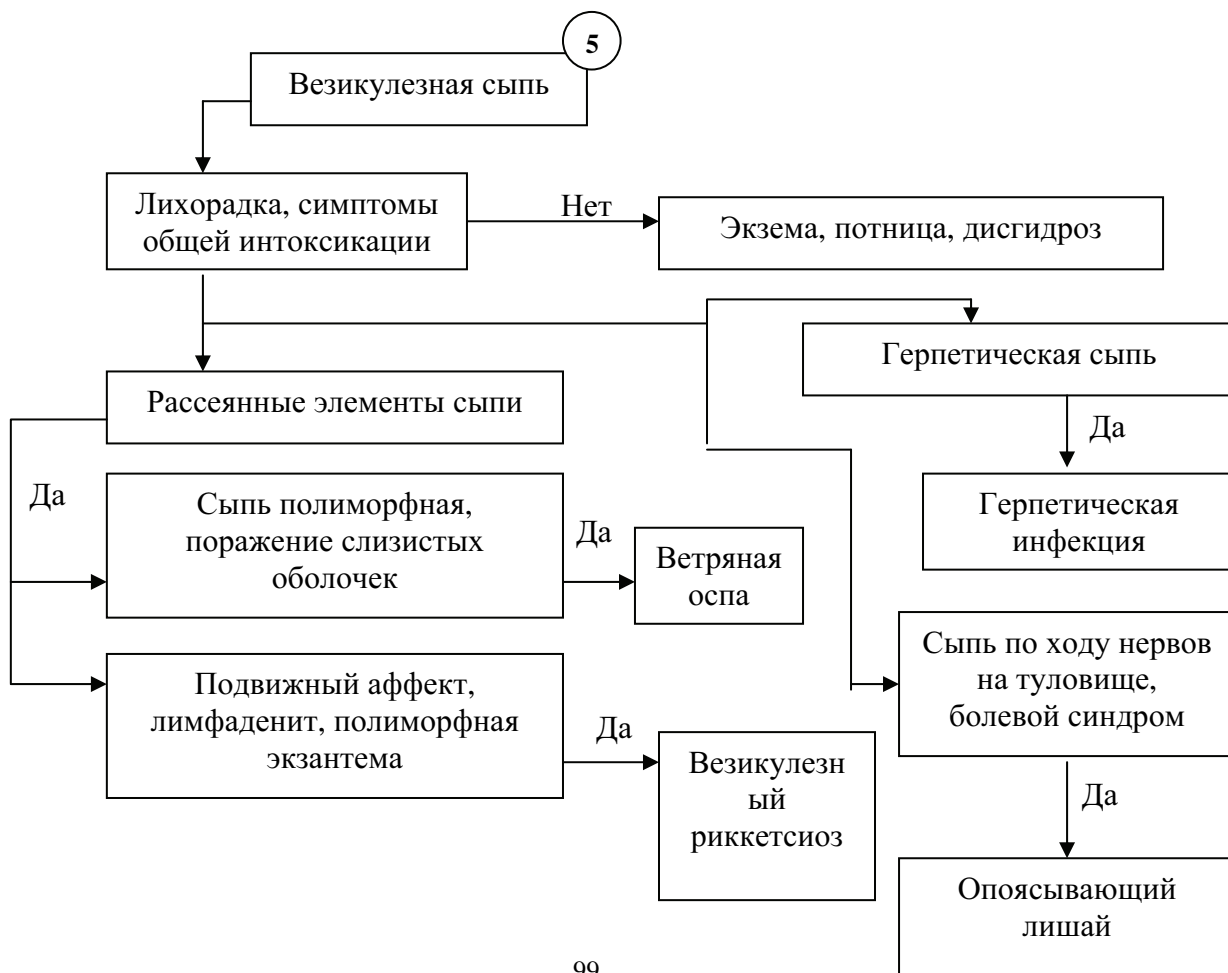 5
Везикулезная сыпь
Лихорадка, симптомы
общей интоксикации
Нет
Экзема, потница, дисгидроз
Герпетическая сыпь
Рассеянные элементы сыпи
Да
Герпетическая
инфекция
Да
Сыпь полиморфная,
поражение слизистых
оболочек
Да
Ветряная
оспа
Сыпь по ходу нервов
на туловище,
болевой синдром
Подвижный аффект,
лимфаденит, полиморфная
экзантема
Да
Везикулезн
ый
риккетсиоз
Да
Опоясывающий
лишай
99